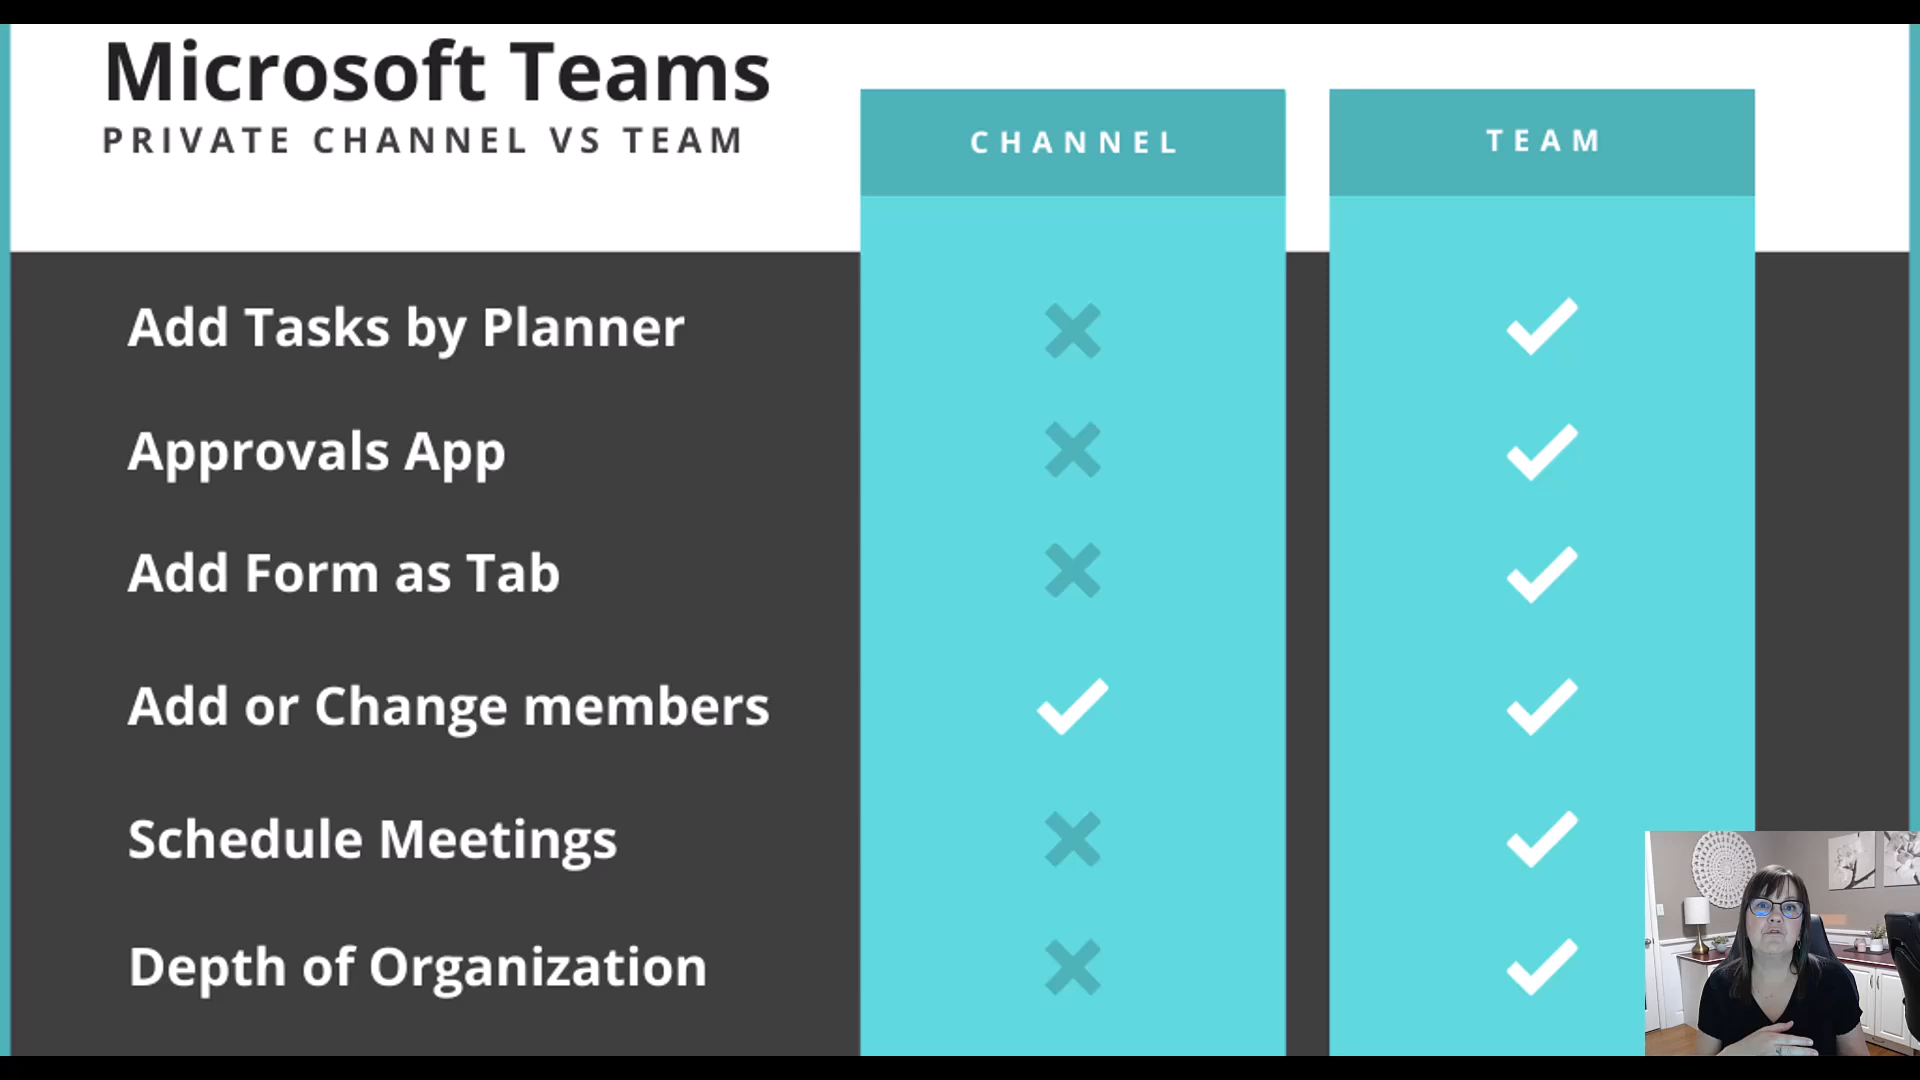 Microsoft Teams
PRIVATE CHANNEL VS TEAM
CHANNEL
TEAM
Add Tasks by Planner
Approvals App
Add Form as Tab
Add or Change members
Schedule Meetings
Depth of Organization